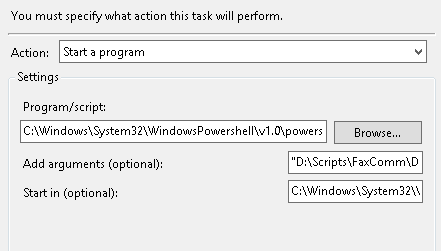 You must specify what action this task will perform.
Action: Start a program
Settings
Program/script:
C:\Windows\System32\WindowsPowershell\v1.0\powers Browse...
Add arguments (optional): "D:\Scripts\FaxComm\D
Start in (optional): C:\Windows\System32\\